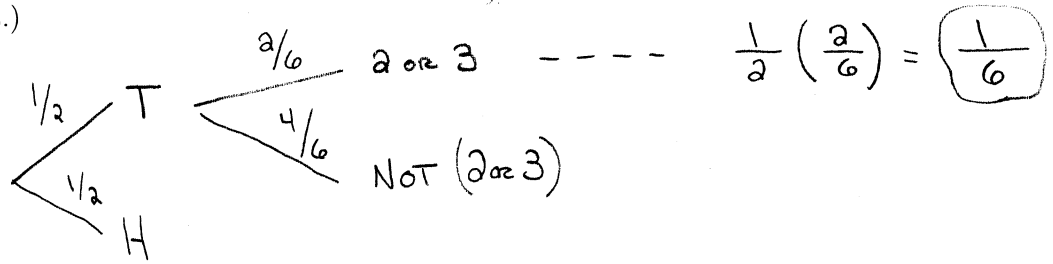 .)
1/2 T 2/6 2 or 3 ---- 1/2 (2/6) = 1/6
4/6 NOT (2 or 3)
1/2 H